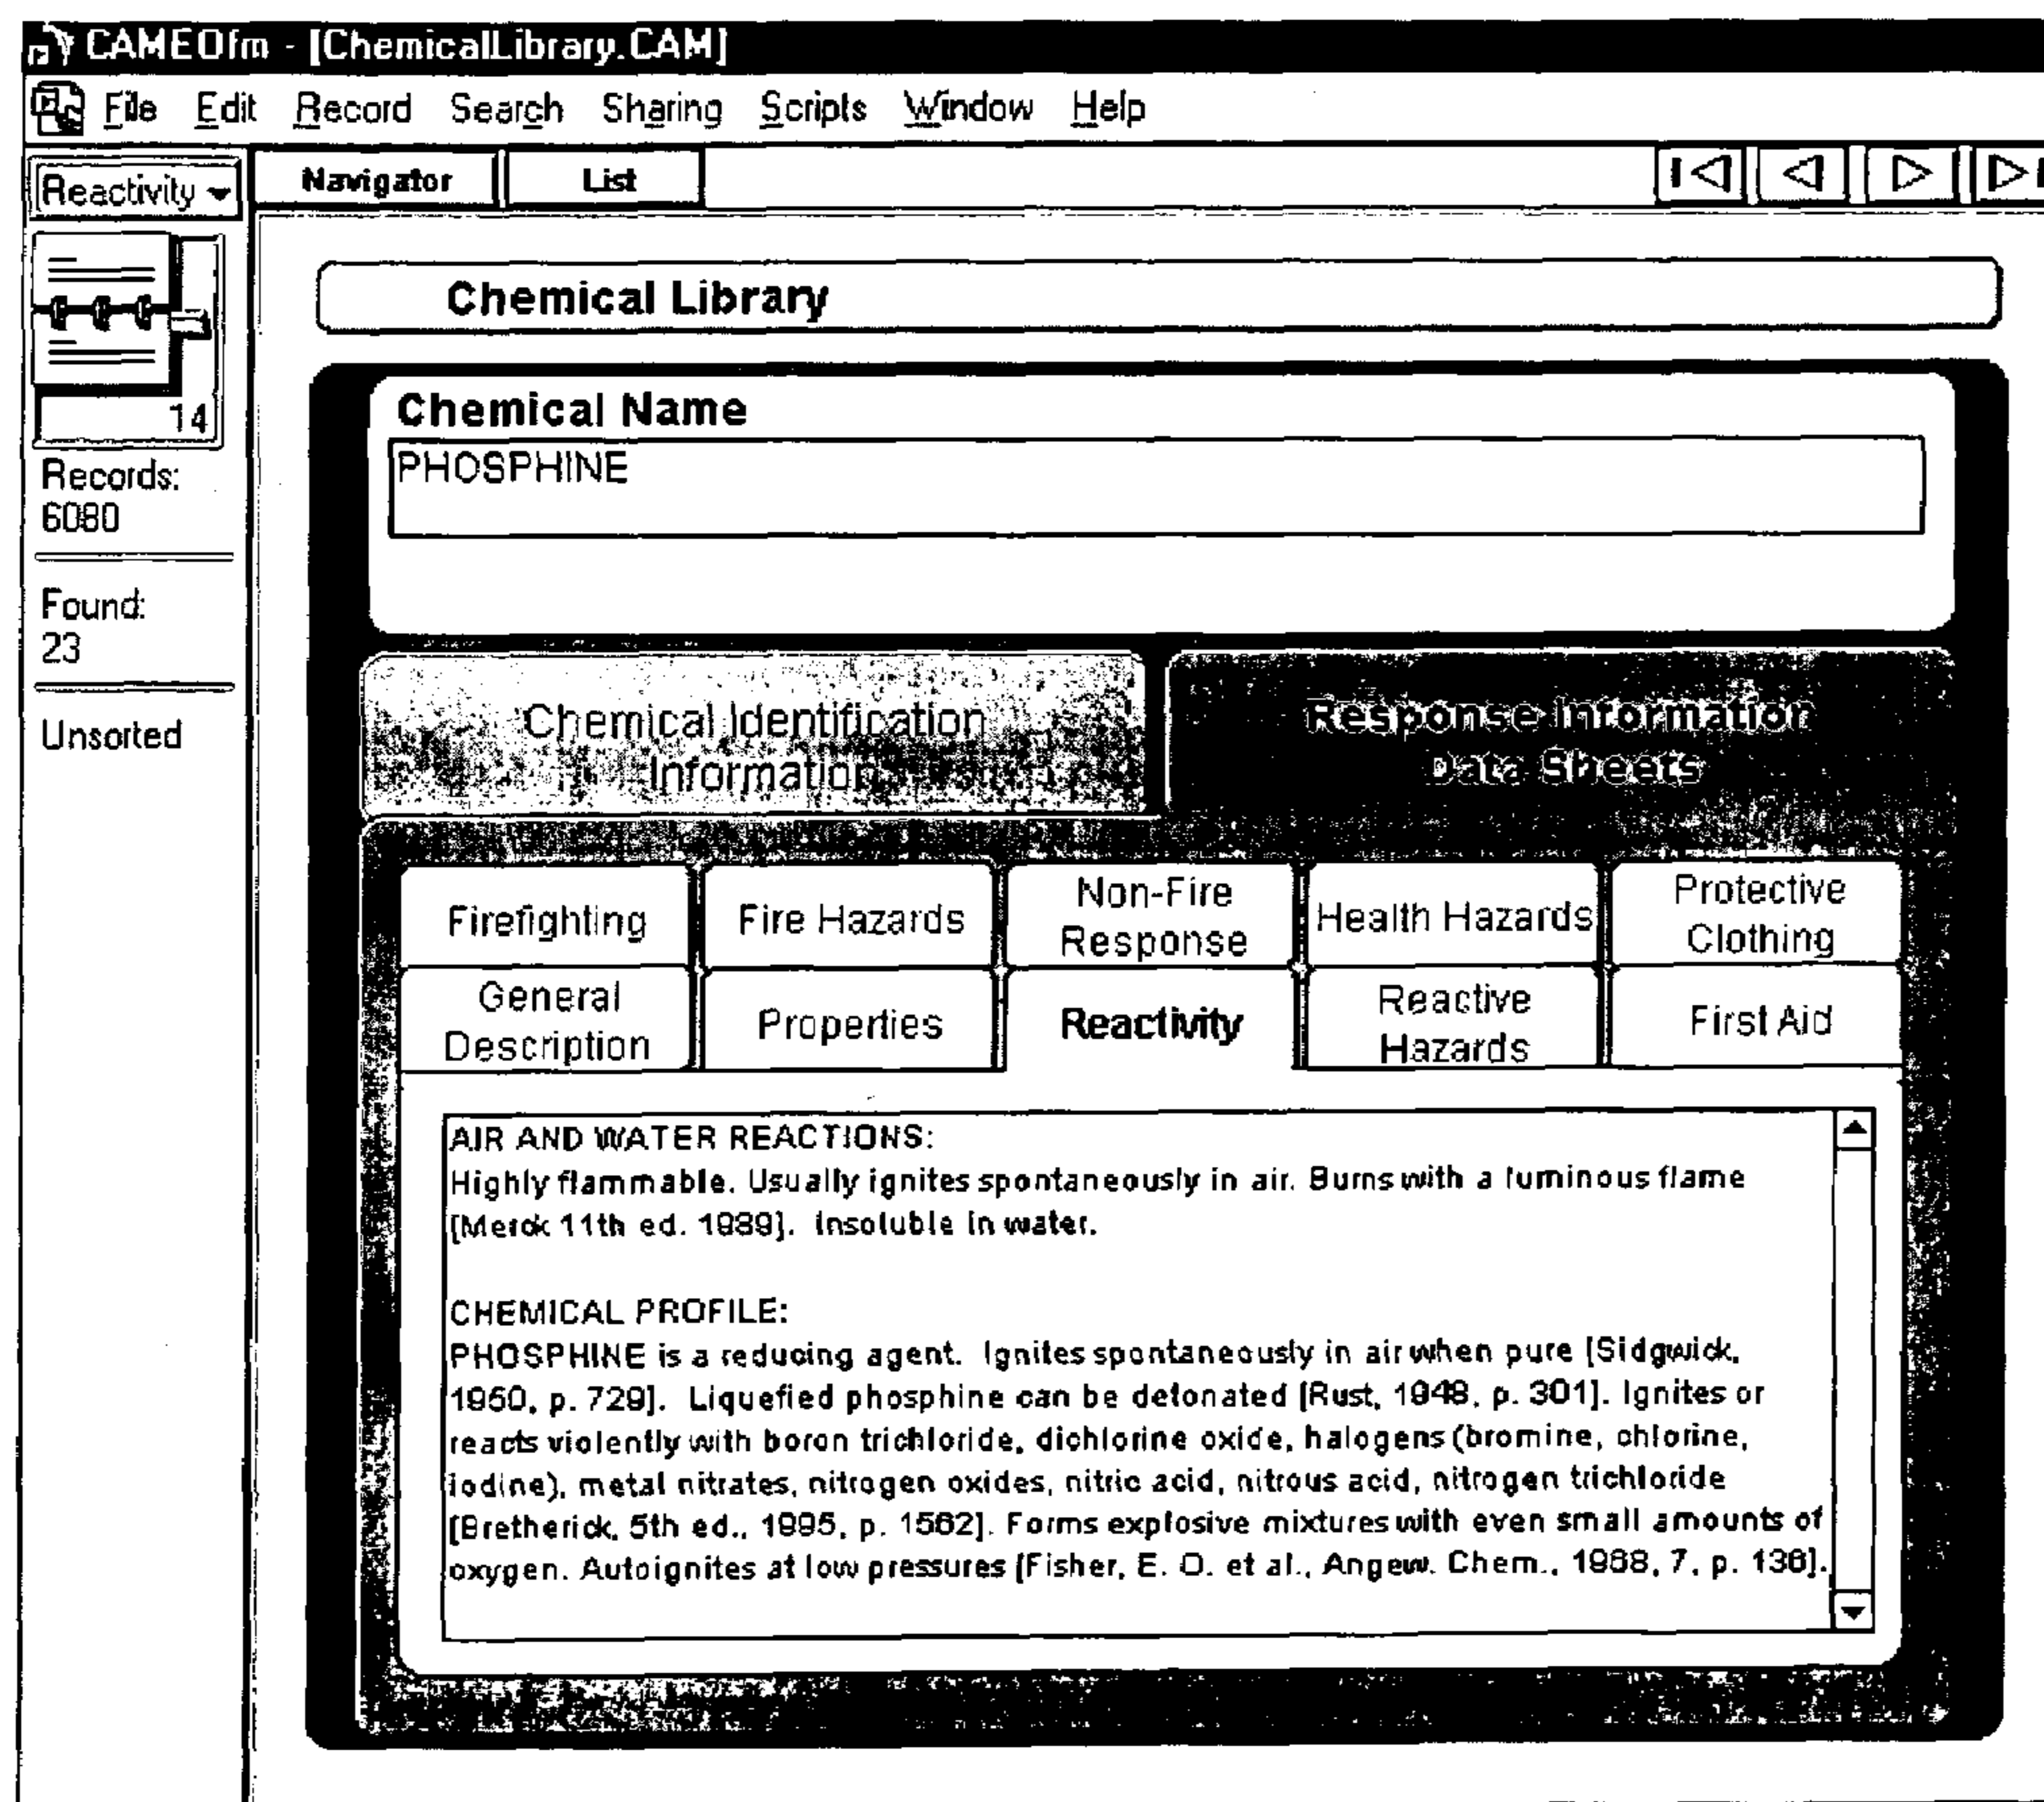 CAMEOfm - [ChemicalLibrary.CAM]
File Edit Record Search Sharing Scripts Window Help
Reactivity
Navigator List
14
Records:
6080
Found:
23
Unsorted
Chemical Library
Chemical Name
PHOSPHINE
Chemical Identification
Information
Response Information
Data Sheets
Firefighting
Fire Hazards
Non-Fire
Response
Health Hazards
Protective
Clothing
General
Description
Properties
Reactivity
Reactive
Hazards
First Aid
AIR AND WATER REACTIONS:
Highly flammable. Usually ignites spontaneously in air. Burns with a luminous flame
[Merck 11th ed. 1989]. Insoluble in water.
CHEMICAL PROFILE:
PHOSPHINE is a reducing agent. Ignites spontaneously in air when pure [Sidgwick,
1950, p. 729]. Liquefied phosphine can be detonated [Rust, 1948, p. 301]. Ignites or
reacts violently with boron trichloride, dichlorine oxide, halogens (bromine, chlorine,
iodine), metal nitrates, nitrogen oxides, nitric acid, nitrous acid, nitrogen trichloride
[Bretherick, 5th ed., 1995, p. 1562]. Forms explosive mixtures with even small amounts of
oxygen. Autoignites at low pressures [Fisher, E. O. et al., Angew. Chem., 1968, 7, p. 136].